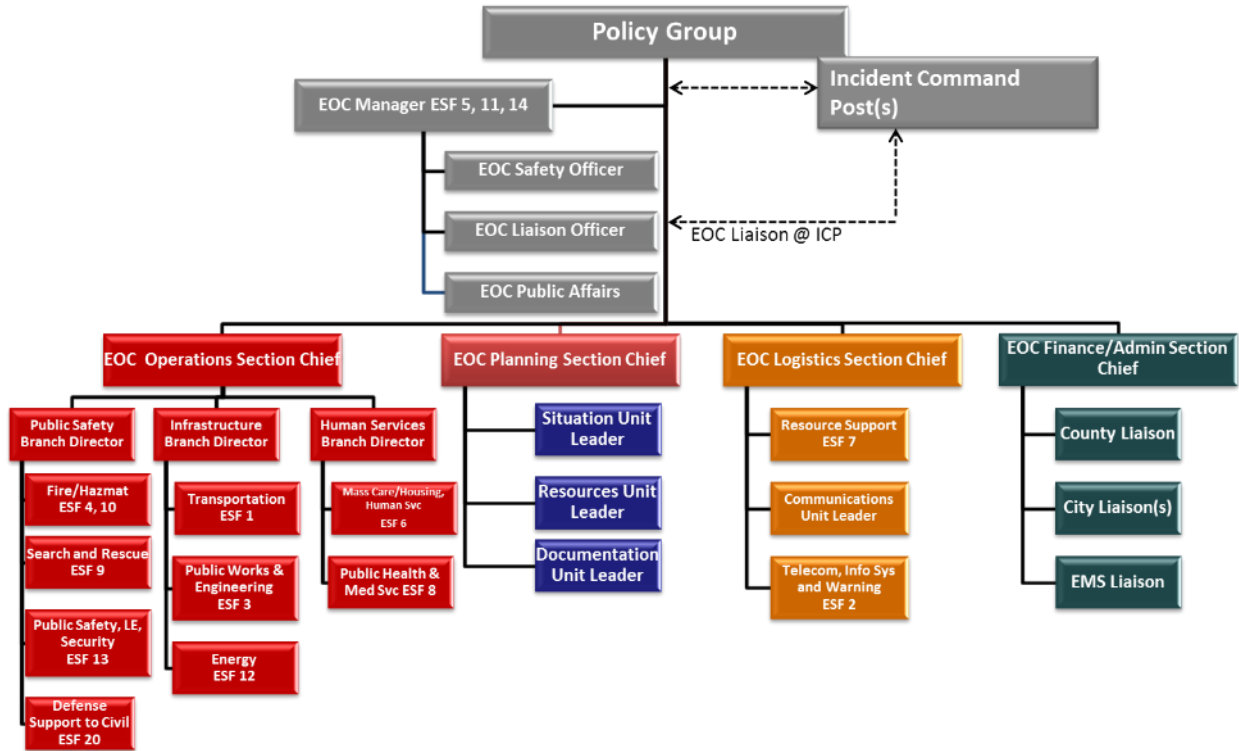 Policy Group
Incident Command
Post(s)
EOC Manager ESF 5, 11, 14
EOC Safety Officer
EOC Liaison Officer
EOC Liaison @ ICP
EOC Public Affairs
EOC Operations Section Chief
EOC Planning Section Chief
EOC Logistics Section Chief
EOC Finance/Admin Section
Chief
Public Safety
Branch Director
Fire/Hazmat
ESF 4, 10
Search and Rescue
ESF 9
Public Safety, LE,
Security
ESF 13
Defense
Support to Civil
ESF 20
Infrastructure
Branch Director
Transportation
ESF 1
Public Works &
Engineering
ESF 3
Energy
ESF 12
Human Services
Branch Director
Mass Care/Housing,
Human Svc
ESF 6
Public Health &
Med Svc ESF 8
Situation Unit
Leader
Resources Unit
Leader
Documentation
Unit Leader
Resource Support
ESF 7
Communications
Unit Leader
Telecom, Info Sys
and Warning
ESF 2
County Liaison
City Liaison(s)
EMS Liaison